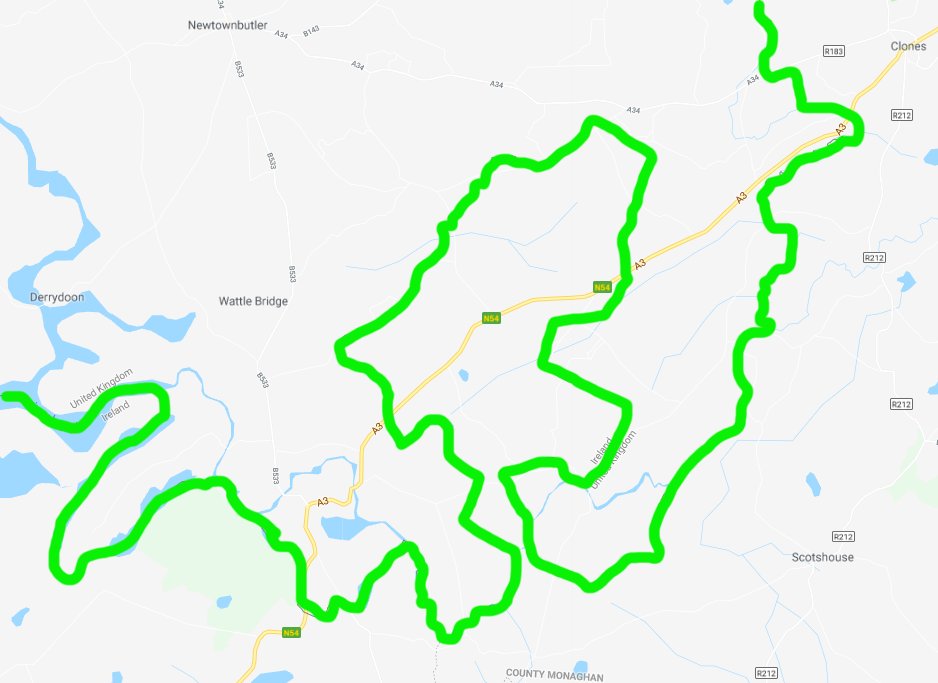 34
Newtownbutler
A34
B143
R183
Clones
A34
B533
A34
A34
A34
R212
A3
B533
A3
R212
B533
A3
N54
Derrydoon
Wattle Bridge
N54
B533
United Kingdom
Ireland
R212
A3
Ireland
United Kingdom
B533
A3
R212
Scotshouse
N54
COUNTY MONAGHAN
R212